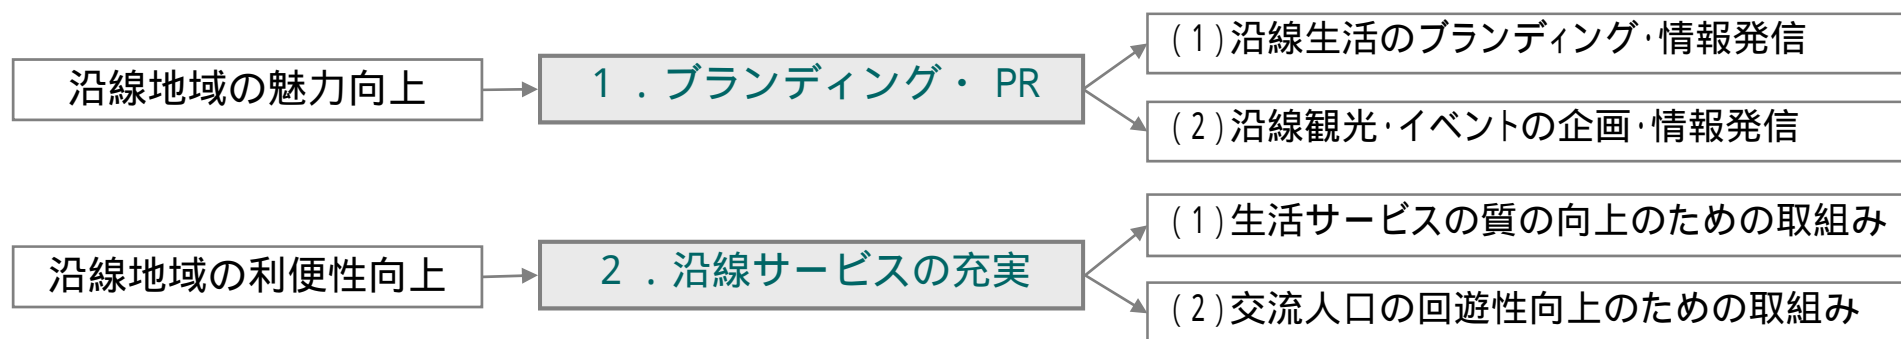 沿線地域の魅力向上
1．ブランディング・ PR
(1)沿線生活のブランディング・情報発信
(2)沿線観光・イベントの企画・情報発信
沿線地域の利便性向上
2．沿線サービスの充実
(1)生活サービスの質の向上のための取組み
(2)交流人口の回遊性向上のための取組み